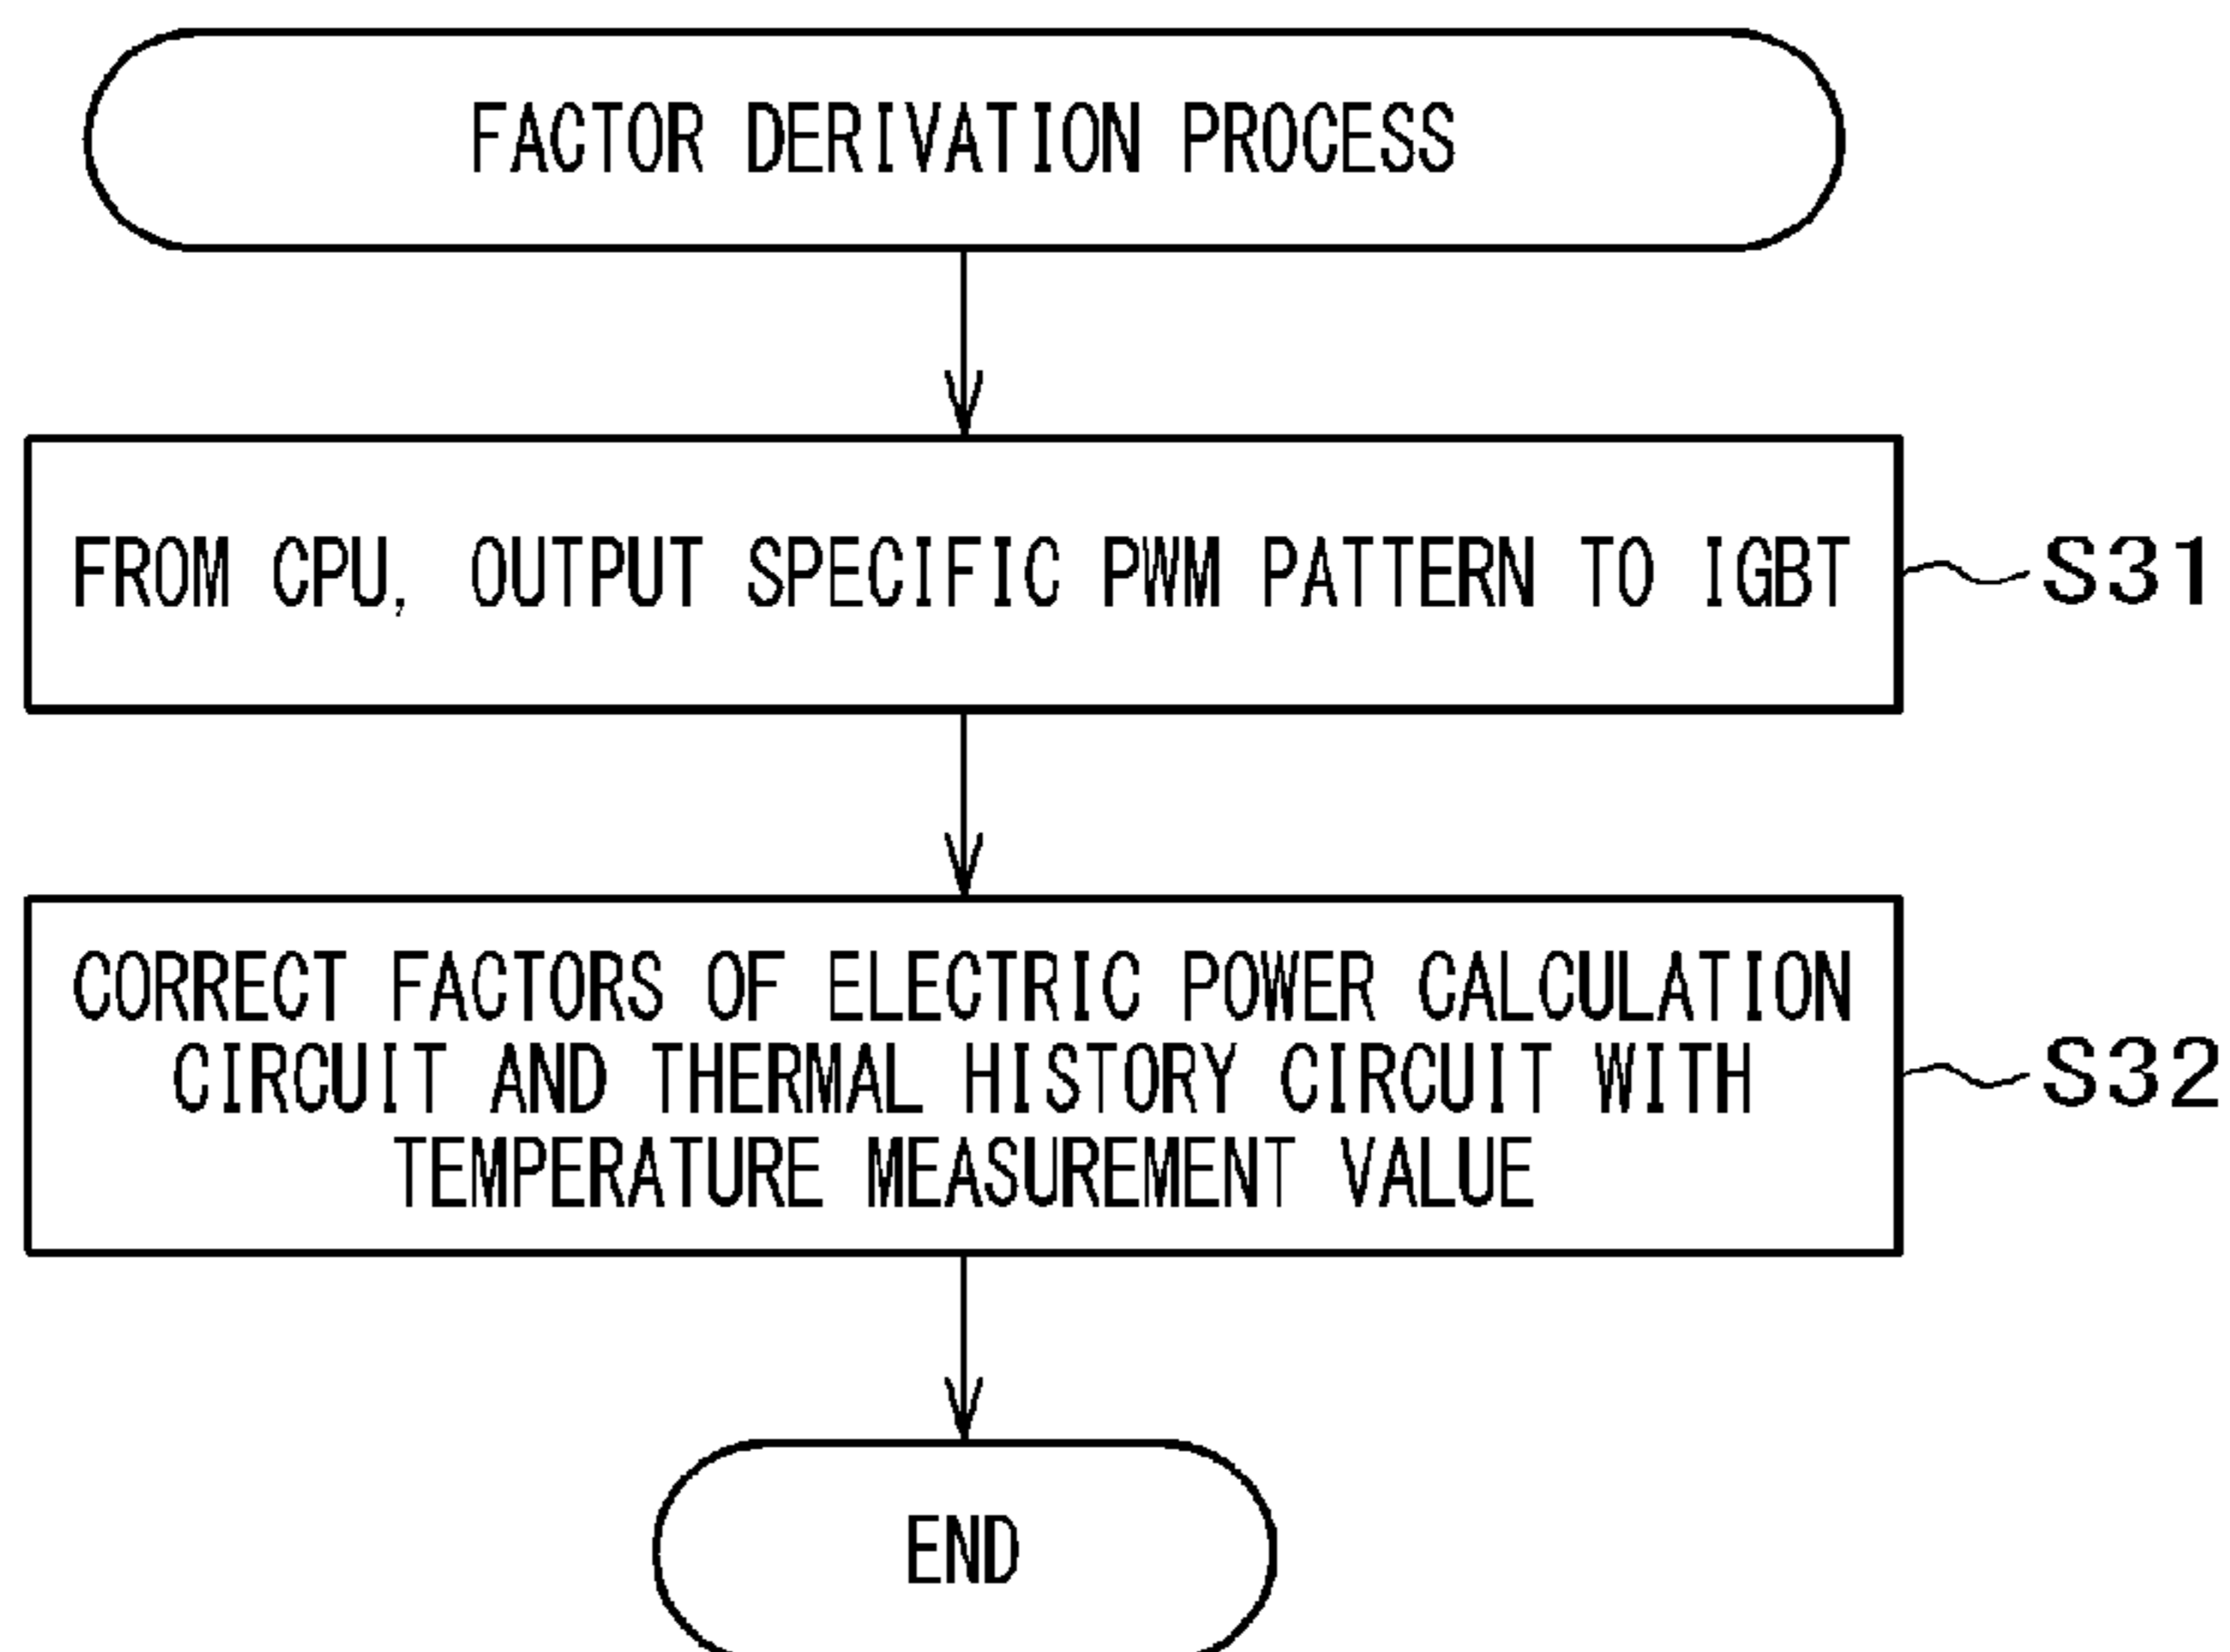 FACTOR DERIVATION PROCESS
FROM CPU, OUTPUT SPECIFIC PWM PATTERN TO IGBT
S31
CORRECT FACTORS OF ELECTRIC POWER CALCULATION
CIRCUIT AND THERMAL HISTORY CIRCUIT WITH
TEMPERATURE MEASUREMENT VALUE
S32
END